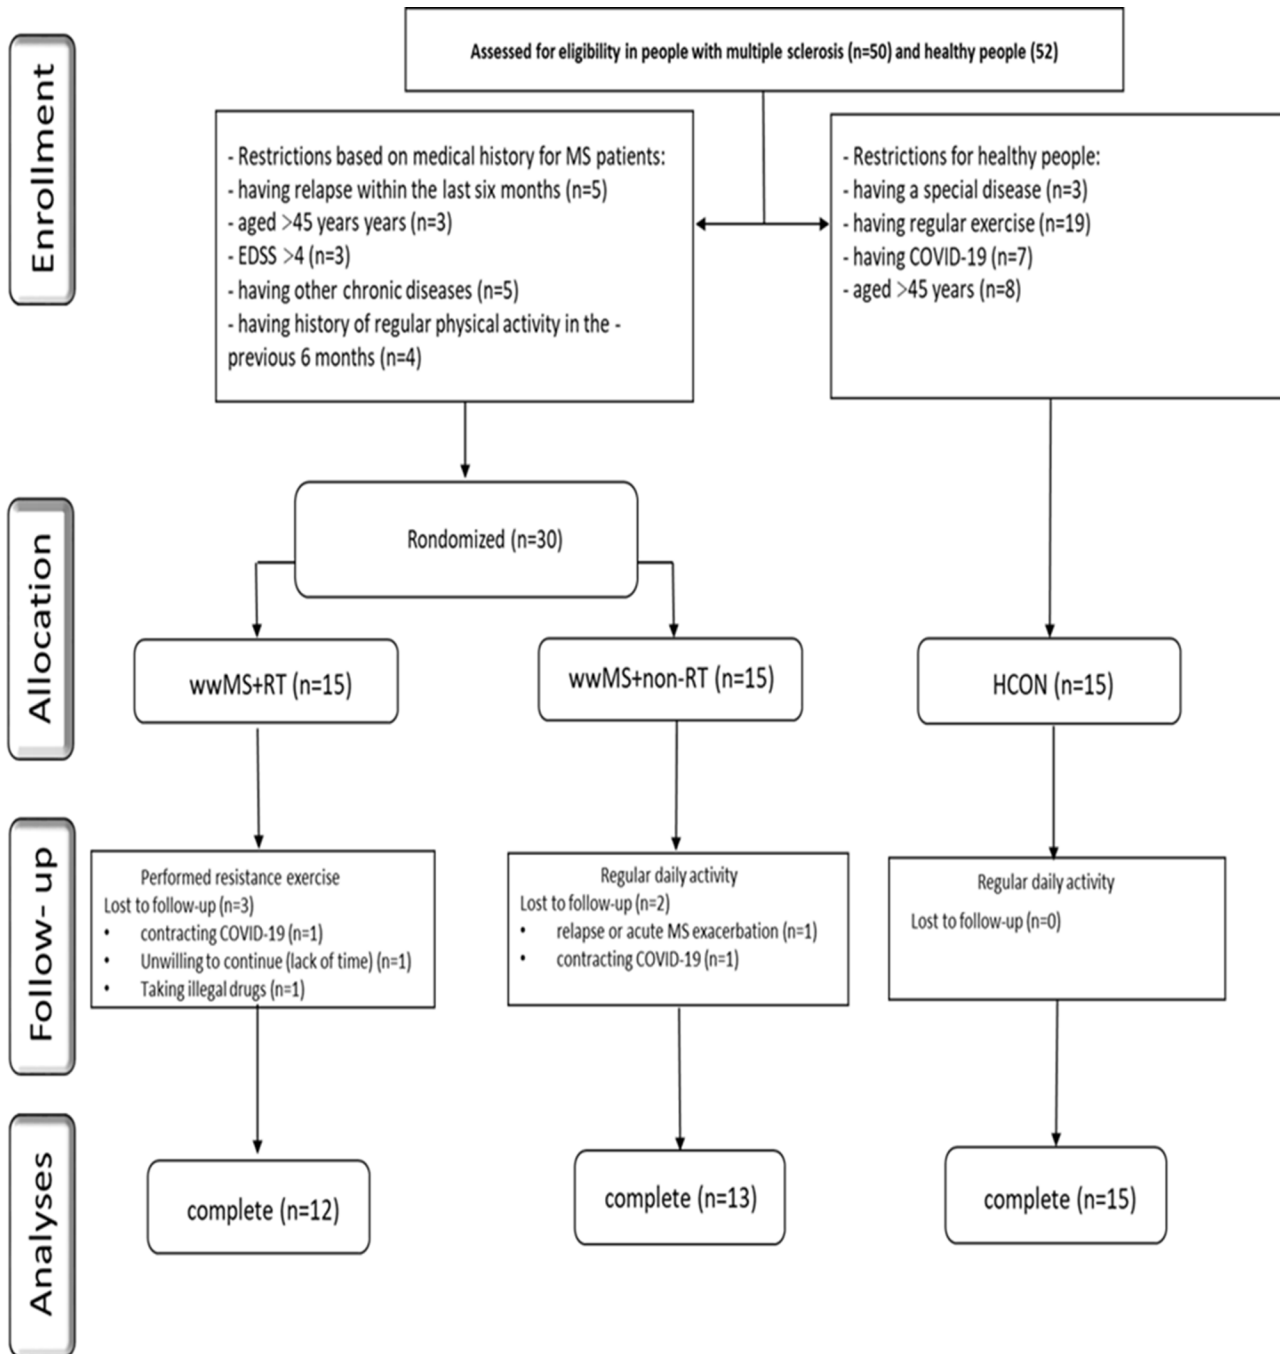 Enrollment
Assessed for eligibility in people with multiple sclerosis (n=50) and healthy people (52)
- Restrictions based on medical history for MS patients:
- having relapse within the last six months (n=5)
- aged >45 years years (n=3)
- EDSS >4 (n=3)
- having other chronic diseases (n=5)
- having history of regular physical activity in the -
previous 6 months (n=4)
- Restrictions for healthy people:
- having a special disease (n=3)
- having regular exercise (n=19)
- having COVID-19 (n=7)
- aged >45 years (n=8)
Allocation
Rondomized (n=30)
wwMS+RT (n=15)
wwMS+non-RT (n=15)
HCON (n=15)
Follow- up
Performed resistance exercise
Lost to follow-up (n=3)
• contracting COVID-19 (n=1)
• Unwilling to continue (lack of time) (n=1)
• Taking illegal drugs (n=1)
Regular daily activity
Lost to follow-up (n=2)
• relapse or acute MS exacerbation (n=1)
• contracting COVID-19 (n=1)
Regular daily activity
Lost to follow-up (n=0)
Analyses
complete (n=12)
complete (n=13)
complete (n=15)